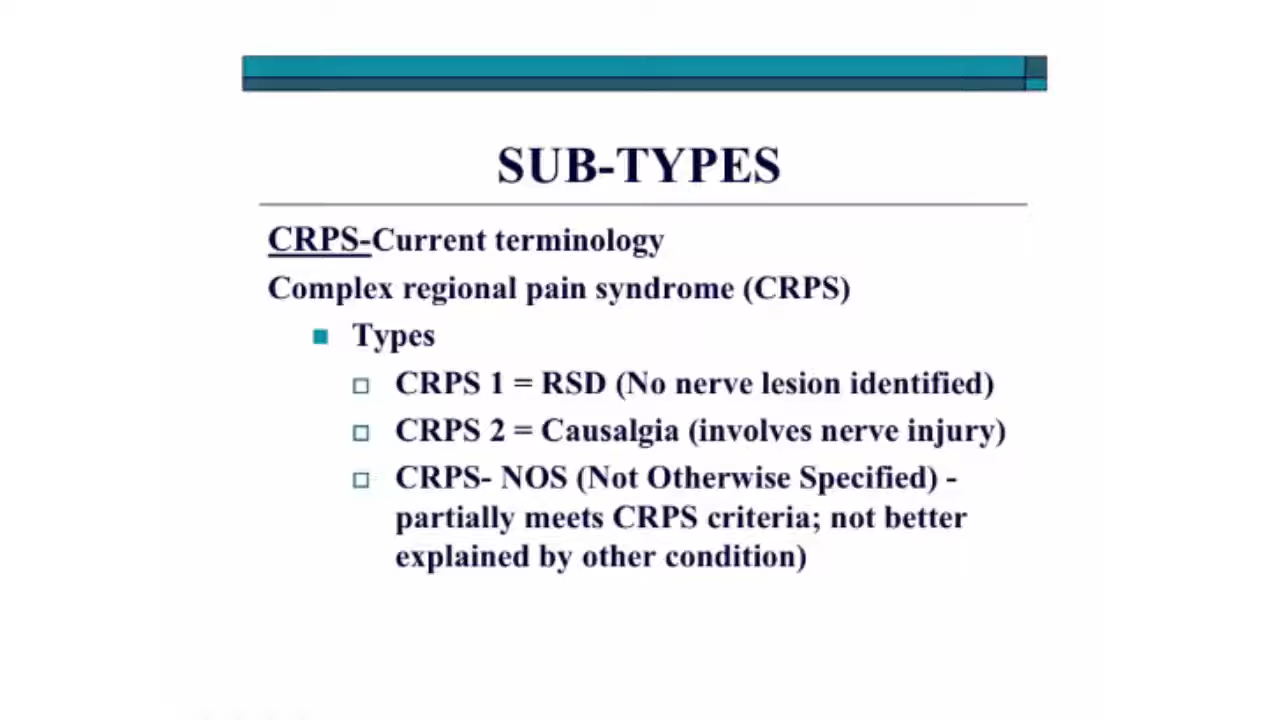 SUB-TYPES
CRPS-Current terminology
Complex regional pain syndrome (CRPS)
Types
CRPS 1 = RSD (No nerve lesion identified)
CRPS 2 = Causalgia (involves nerve injury)
CRPS- NOS (Not Otherwise Specified) -
partially meets CRPS criteria; not better
explained by other condition)